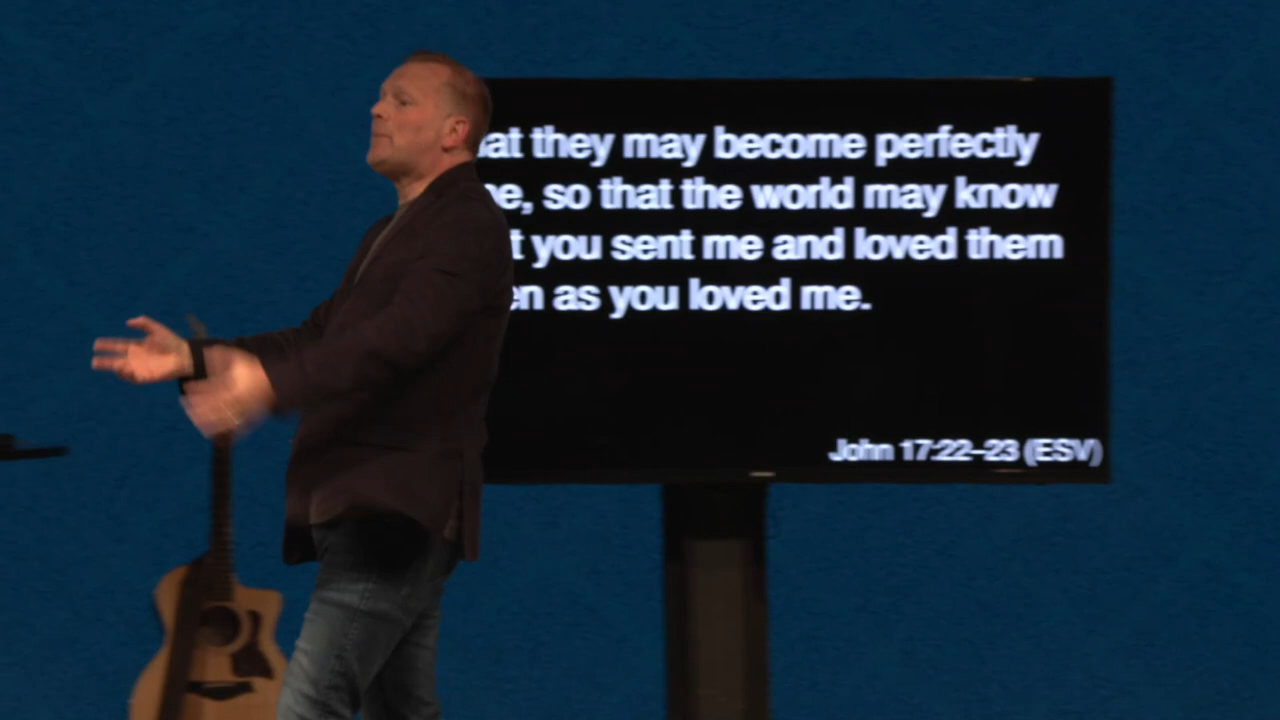 they may become perfectly
so that the world may know
you sent me and loved them
as you loved me.
John 17:22–23 (ESV)